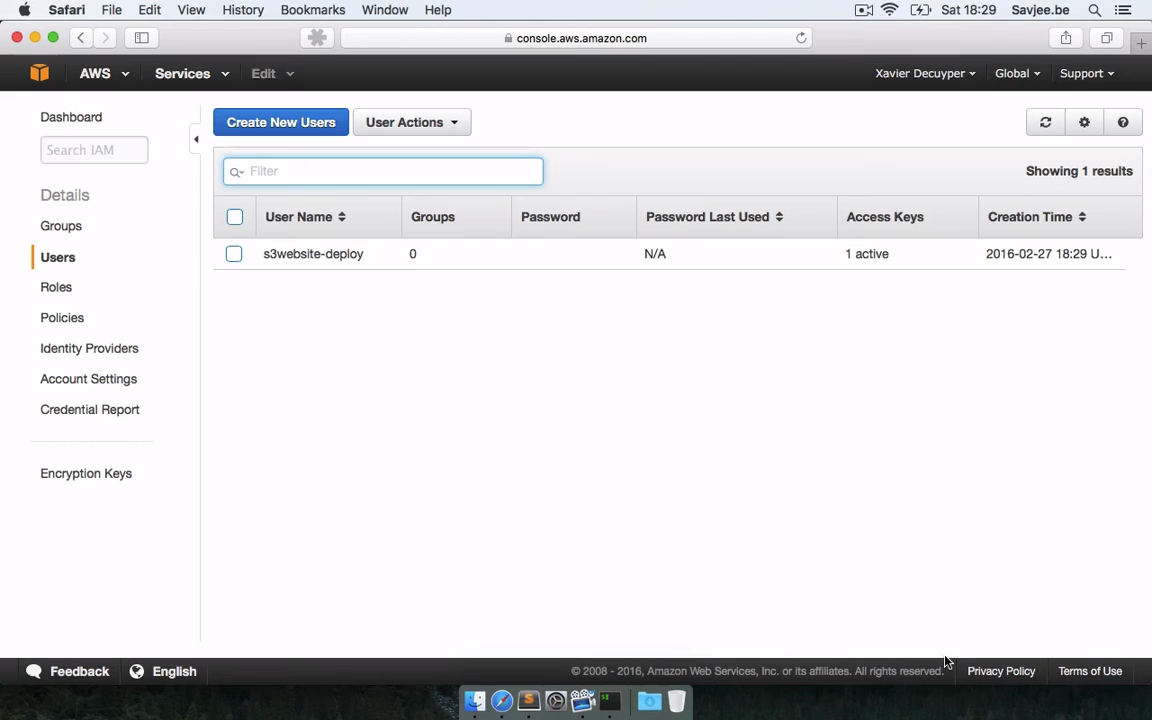 Safari File Edit View History Bookmarks Window Help Sat 18:29 Savjee.be
console.aws.amazon.com
AWS Services Edit Xavier Decuyper Global Support
Dashboard
Search IAM
Details
Groups
Users
Roles
Policies
Identity Providers
Account Settings
Credential Report
Encryption Keys
Create New Users User Actions
Filter Showing 1 results
User Name Groups Password Password Last Used Access Keys Creation Time
s3website-deploy 0 N/A 1 active 2016-02-27 18:29 U...
Feedback English © 2008 - 2016, Amazon Web Services, Inc. or its affiliates. All rights reserved. Privacy Policy Terms of Use